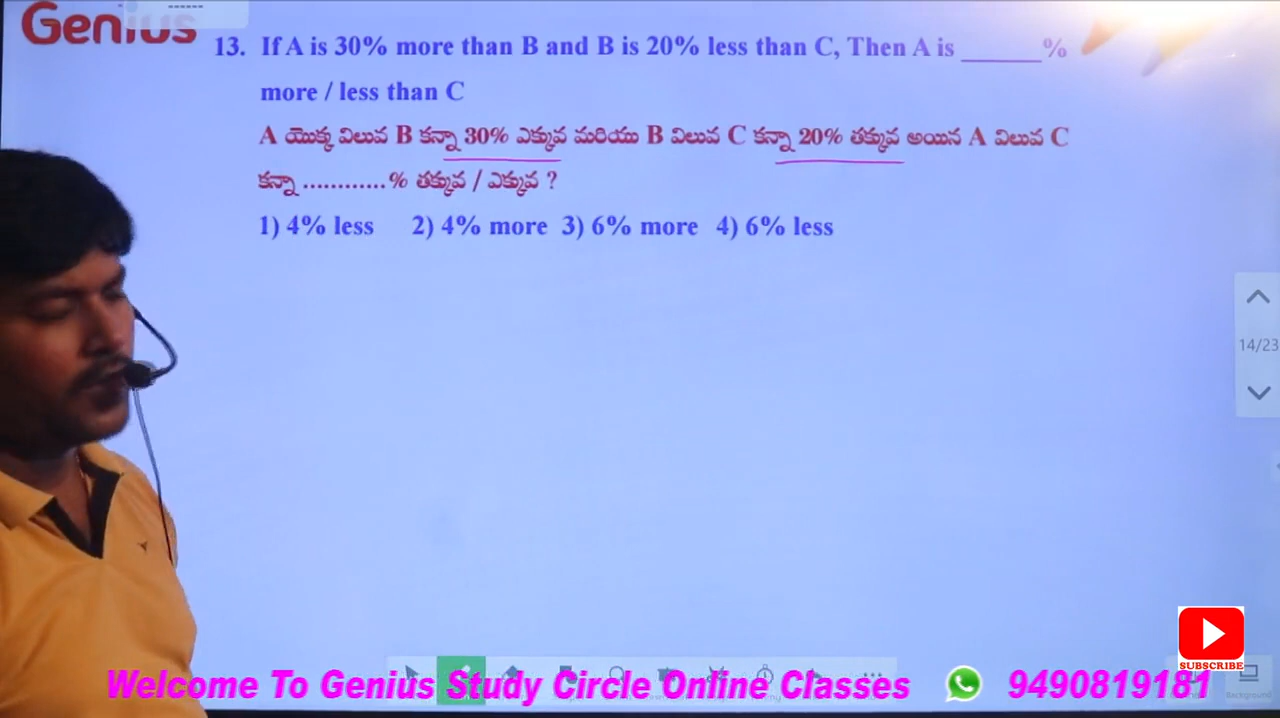 Genius
13. If A is 30% more than B and B is 20% less than C, Then A is ______%
more / less than C
A యొక్క విలువ B కన్నా 30% ఎక్కువ మరియు B విలువ C కన్నా 20% తక్కువ అయిన A విలువ C
కన్నా ............% తక్కువ / ఎక్కువ ?
1) 4% less 2) 4% more 3) 6% more 4) 6% less
14/23
SUBSCRIBE
Welcome To Genius Study Circle Online Classes 9490819181
Background